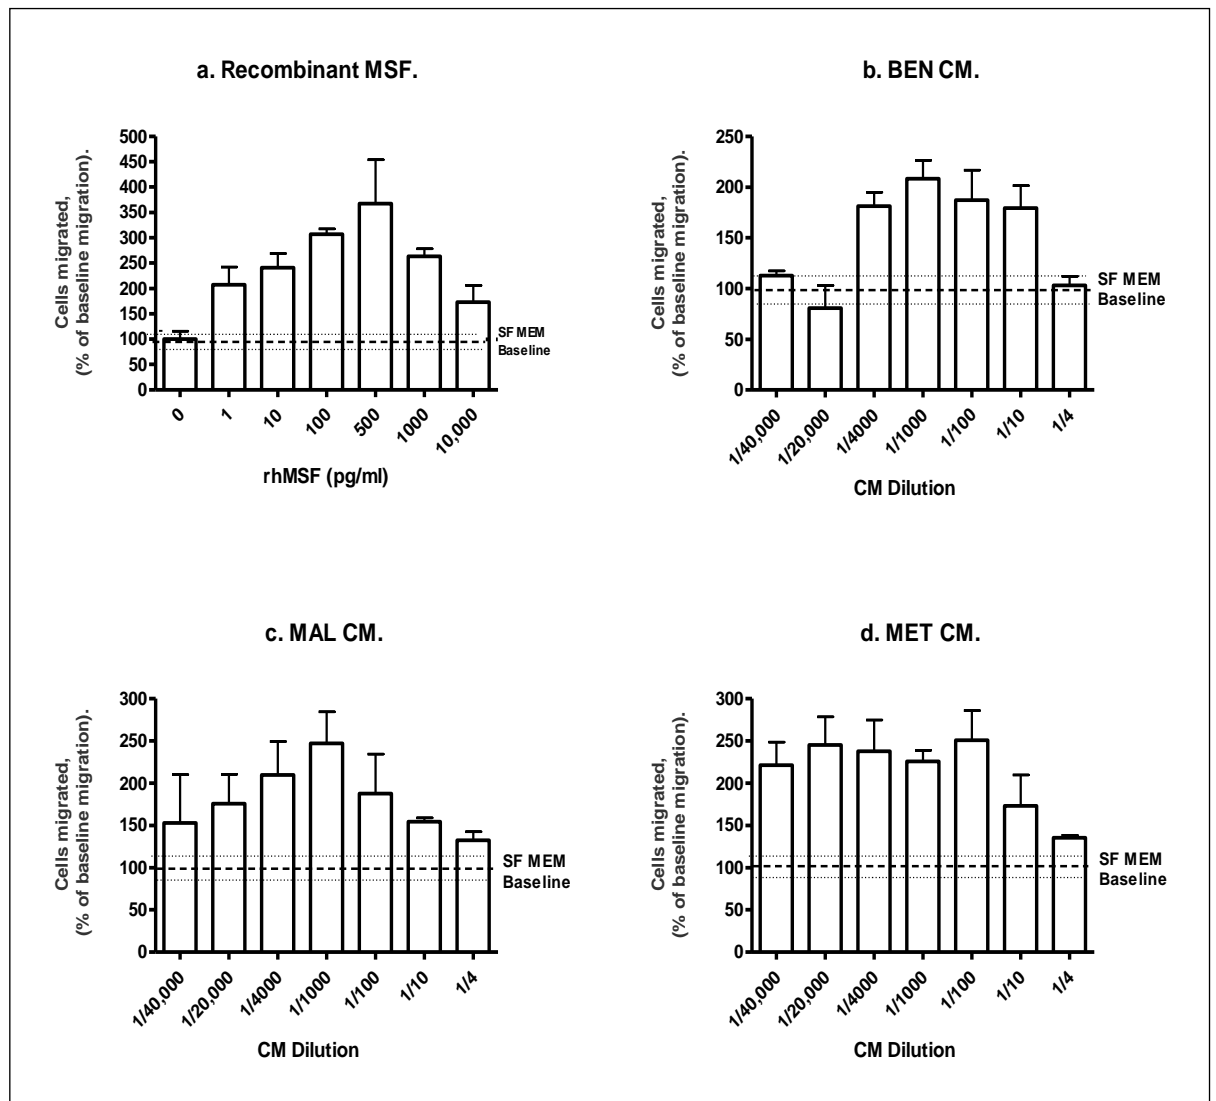 a. Recombinant MSF.
Cells migrated,
(% of baseline migration).
500
450
400
350
300
250
200
150
100
50
0
SF MEM
Baseline
0
1
10
100
500
1000
10,000
rhMSF (pg/ml)
b. BEN CM.
Cells migrated,
(% of baseline migration).
250
200
150
100
50
0
SF MEM
Baseline
1/40,000
1/20,000
1/4000
1/1000
1/100
1/10
1/4
CM Dilution
c. MAL CM.
Cells migrated,
(% of baseline migration).
300
250
200
150
100
50
0
SF MEM
Baseline
1/40,000
1/20,000
1/4000
1/1000
1/100
1/10
1/4
CM Dilution
d. MET CM.
Cells migrated,
(% of baseline migration).
300
250
200
150
100
50
0
SF MEM
Baseline
1/40,000
1/20,000
1/4000
1/1000
1/100
1/10
1/4
CM Dilution